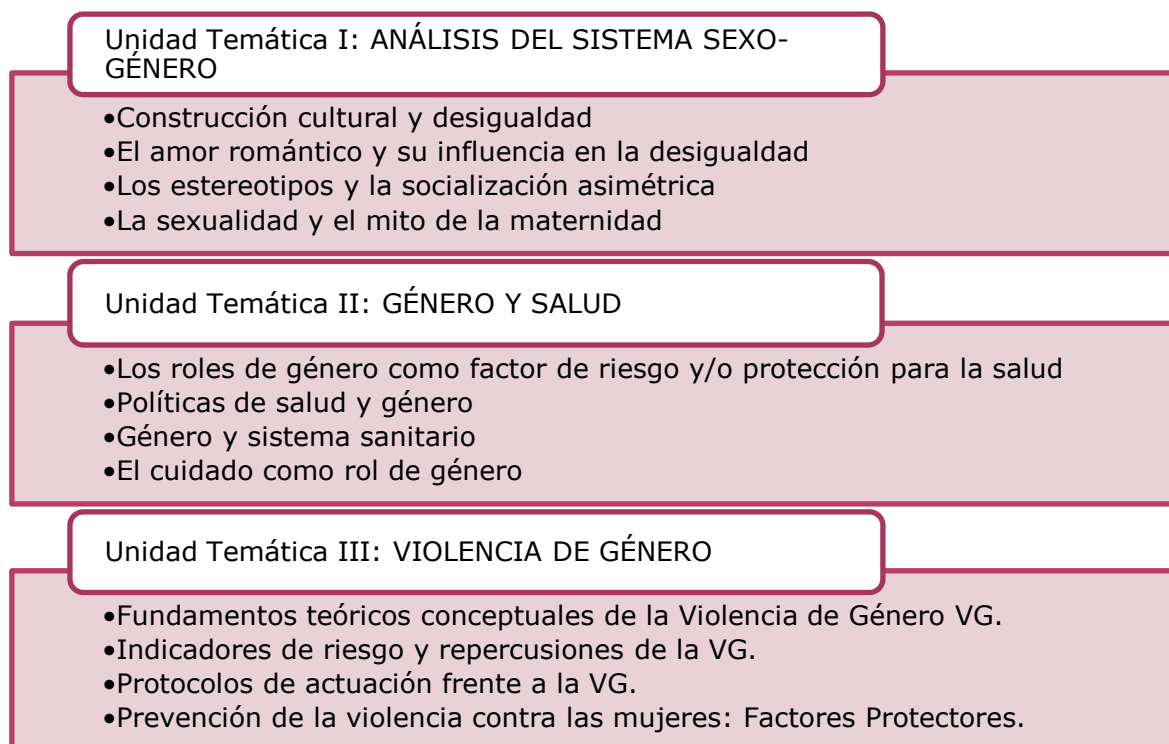 Unidad Temática I: ANÁLISIS DEL SISTEMA SEXO-
GÉNERO
•Construcción cultural y desigualdad
•El amor romántico y su influencia en la desigualdad
•Los estereotipos y la socialización asimétrica
•La sexualidad y el mito de la maternidad
Unidad Temática II: GÉNERO Y SALUD
•Los roles de género como factor de riesgo y/o protección para la salud
•Políticas de salud y género
•Género y sistema sanitario
•El cuidado como rol de género
Unidad Temática III: VIOLENCIA DE GÉNERO
•Fundamentos teóricos conceptuales de la Violencia de Género VG.
•Indicadores de riesgo y repercusiones de la VG.
•Protocolos de actuación frente a la VG.
•Prevención de la violencia contra las mujeres: Factores Protectores.